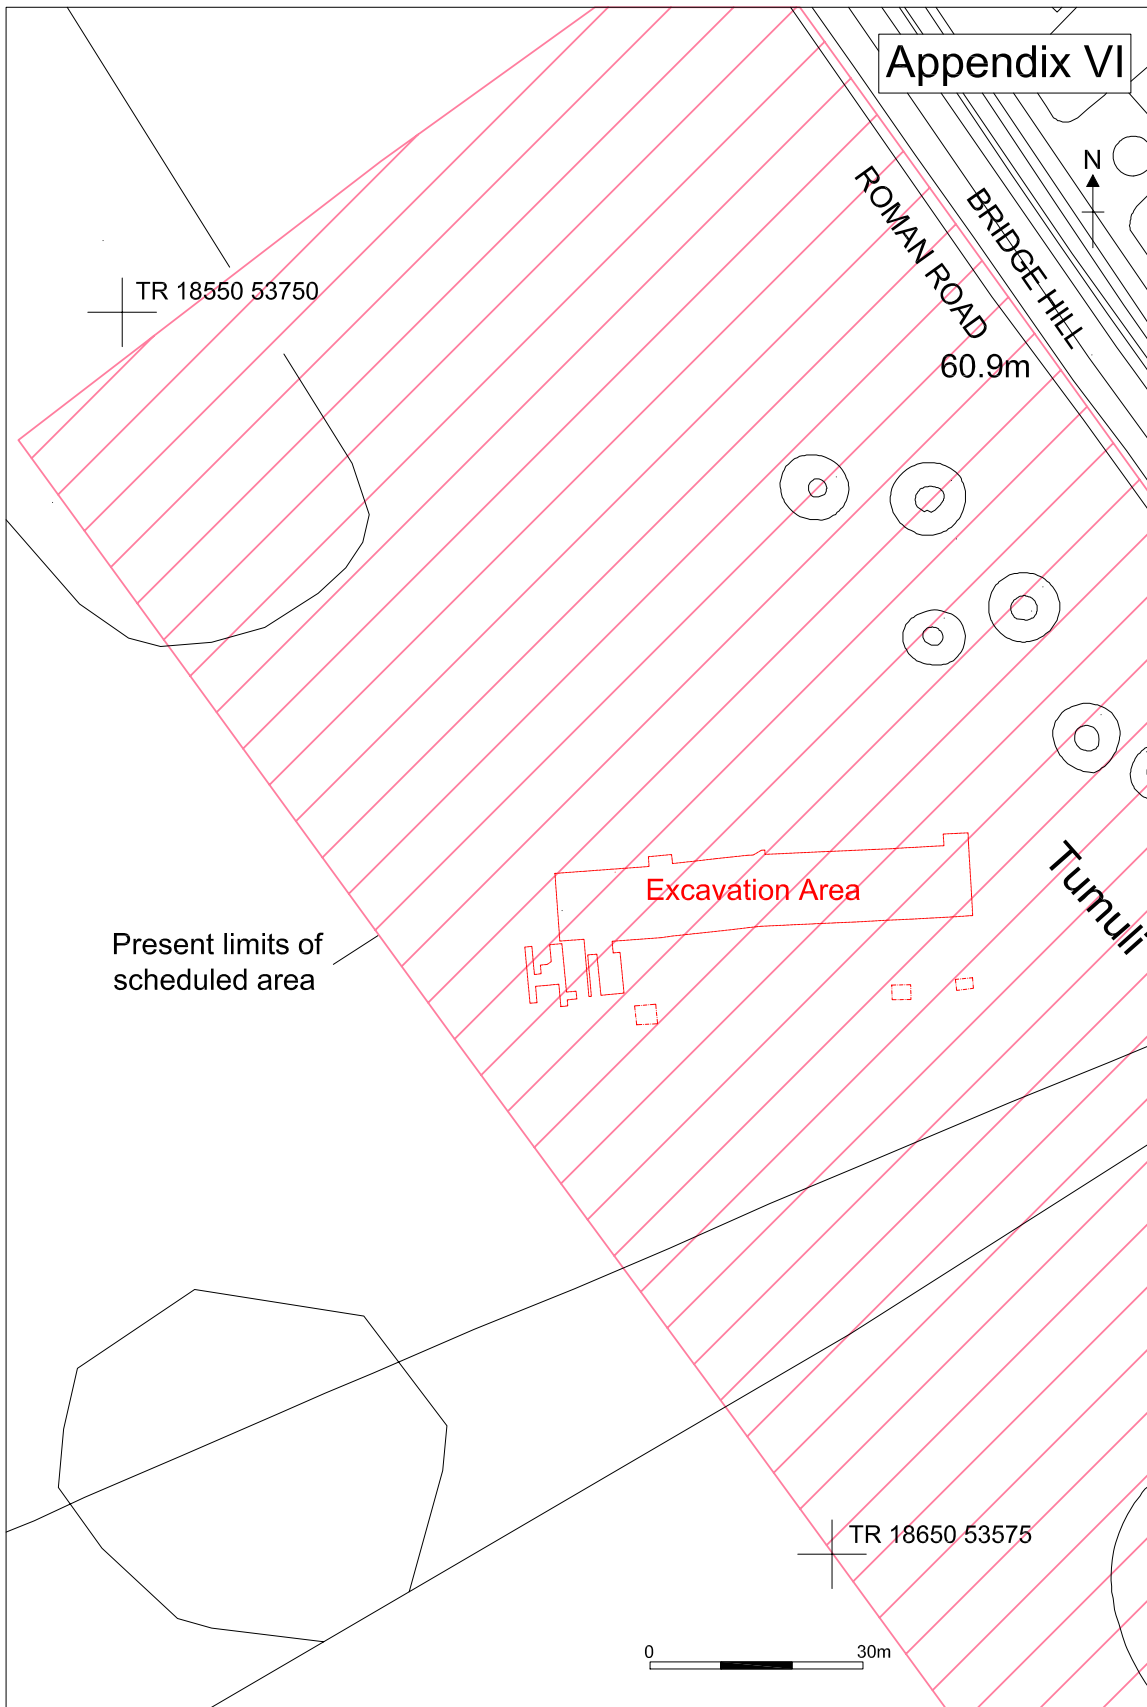 Appendix VI
N
ROMAN ROAD
BRIDGE HILL
TR 18550 53750
60.9m
Tumuli
Excavation Area
Present limits of
scheduled area
TR 18650 53575
0 30m